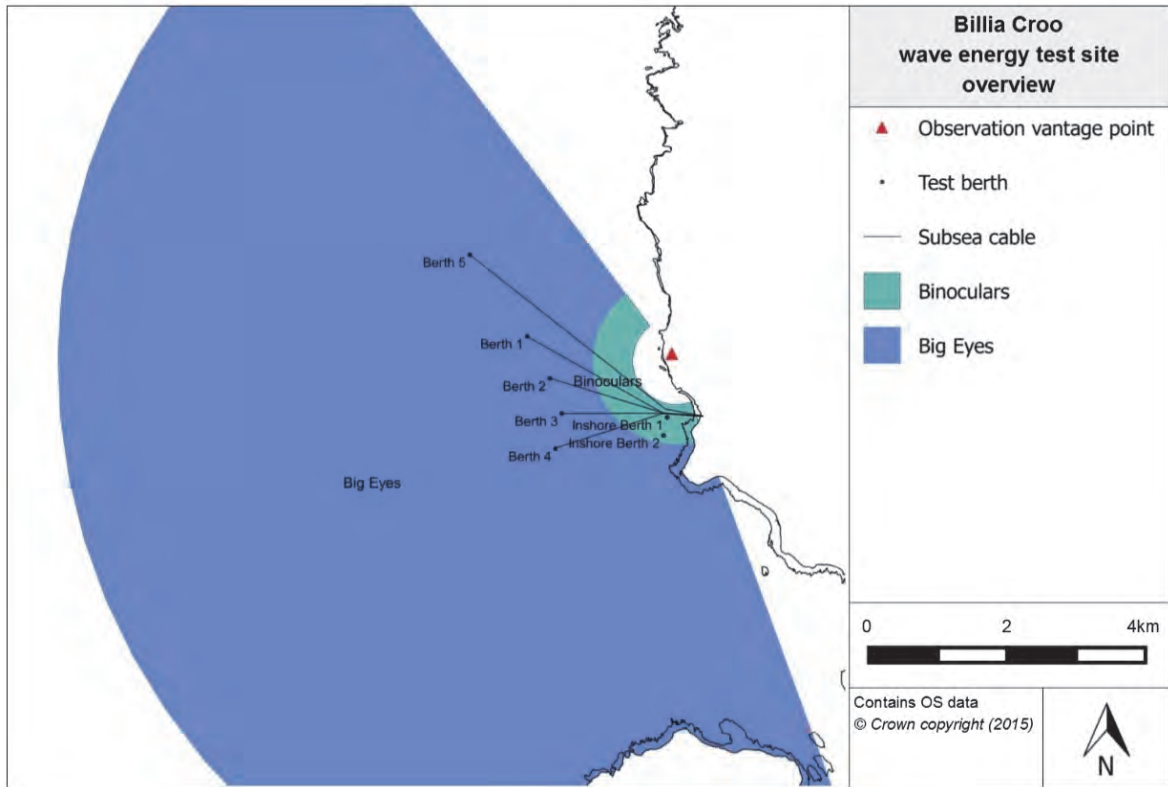 Billia Croo
wave energy test site
overview
Observation vantage point
Test berth
Subsea cable
Binoculars
Big Eyes
0 2 4km
Contains OS data
© Crown copyright (2015)
N
Berth 5
Berth 1
Berth 2
Binoculars
Berth 3
Inshore Berth 1
Inshore Berth 2
Berth 4
Big Eyes